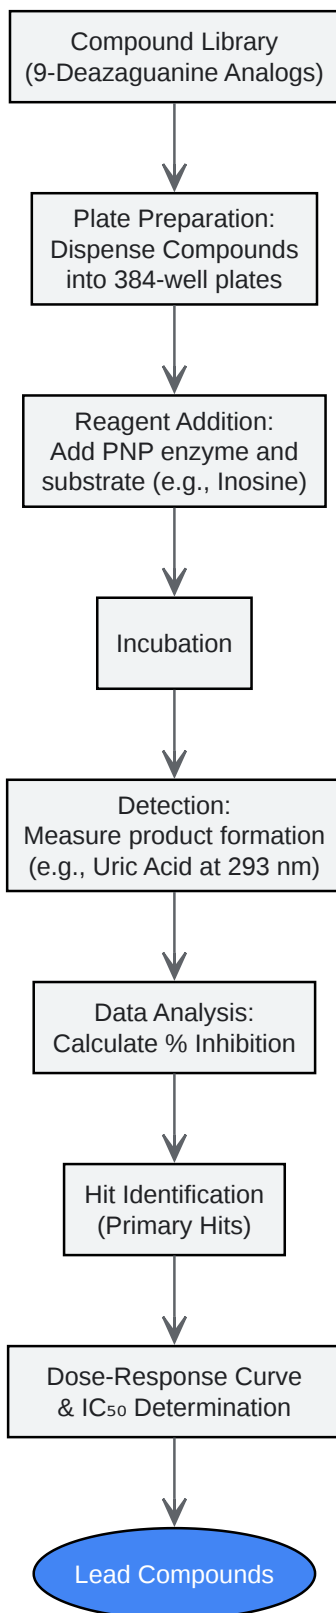 Compound Library
(9-Deazaguanine Analogs)
Plate Preparation:
Dispense Compounds
into 384-well plates
Reagent Addition:
Add PNP enzyme and
substrate (e.g., Inosine)
Incubation
Detection:
Measure product formation
(e.g., Uric Acid at 293 nm)
Data Analysis:
Calculate % Inhibition
Hit Identification
(Primary Hits)
Dose-Response Curve
& IC₅₀ Determination
Lead Compounds